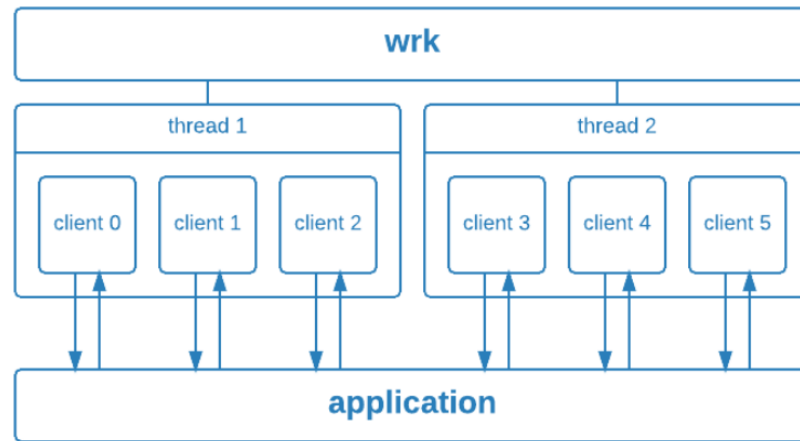 wrk
thread 1
thread 2
client 0
client 1
client 2
client 3
client 4
client 5
application